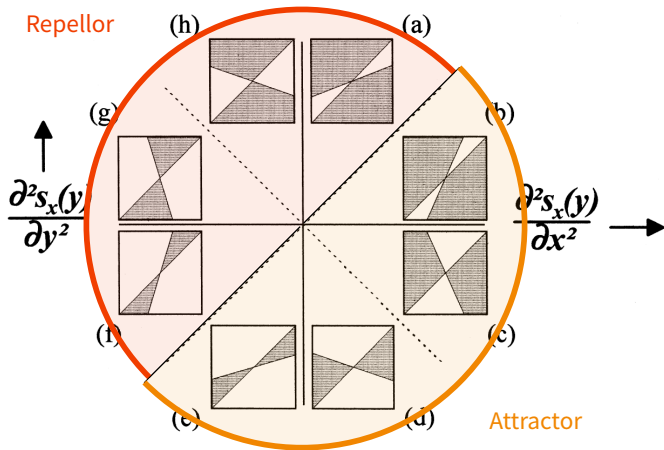 Repellor
(h)
(a)
(g)
(b)
∂²sₓ(y)
∂y²
∂²sₓ(y)
∂x²
(f)
(c)
(e)
(d)
Attractor